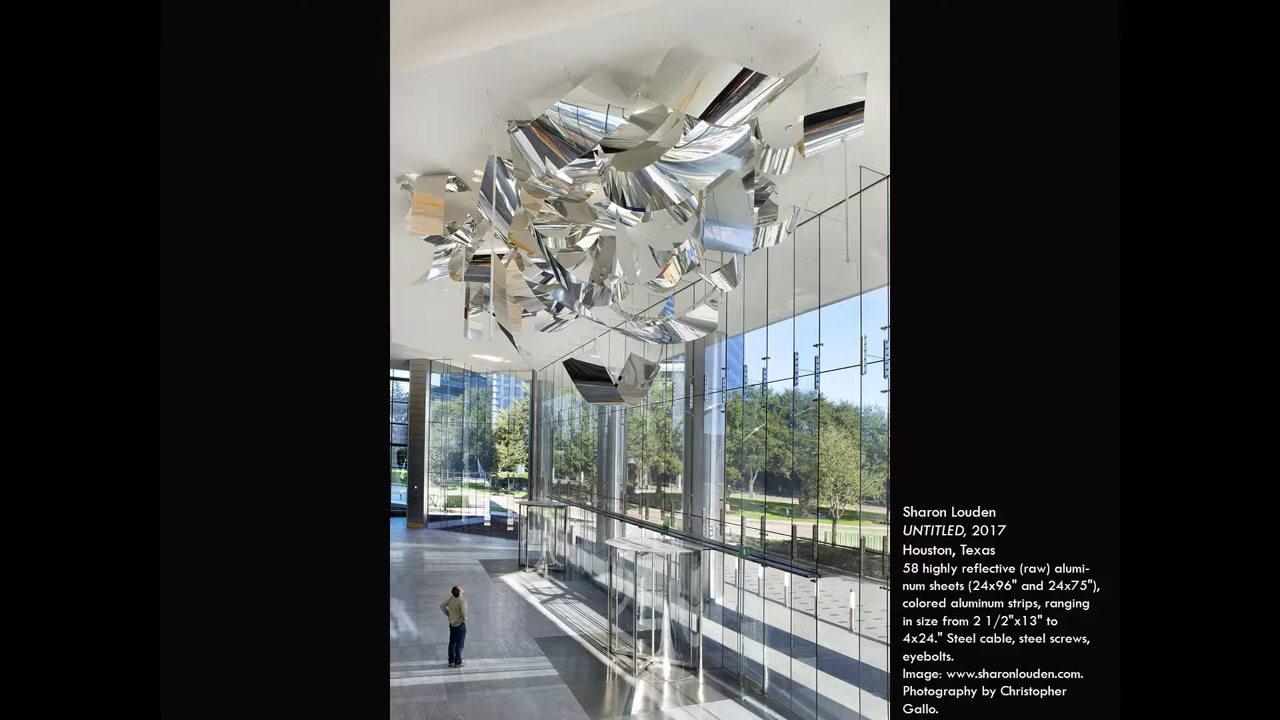 Sharon Louden
UNTITLED, 2017
Houston, Texas
58 highly reflective (raw) alumi-
num sheets (24x96" and 24x75"),
colored aluminum strips, ranging
in size from 2 1/2"x13" to
4x24." Steel cable, steel screws,
eyebolts.
Image: www.sharonlouden.com.
Photography by Christopher
Gallo.